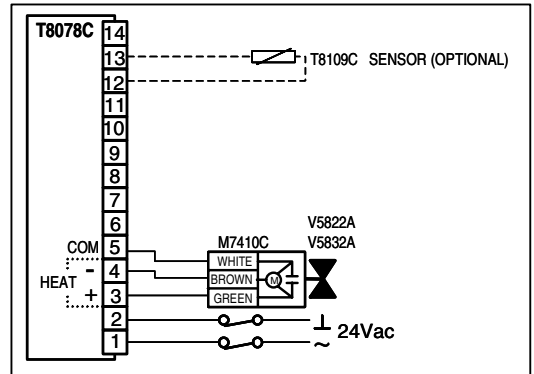 T8078C
14
13
T8109C SENSOR (OPTIONAL)
12
11
10
9
8
7
6
V5822A
COM 5 M7410C V5832A
WHITE
- 4 BROWN M
HEAT
+ 3 GREEN
2
24Vac
1 ~